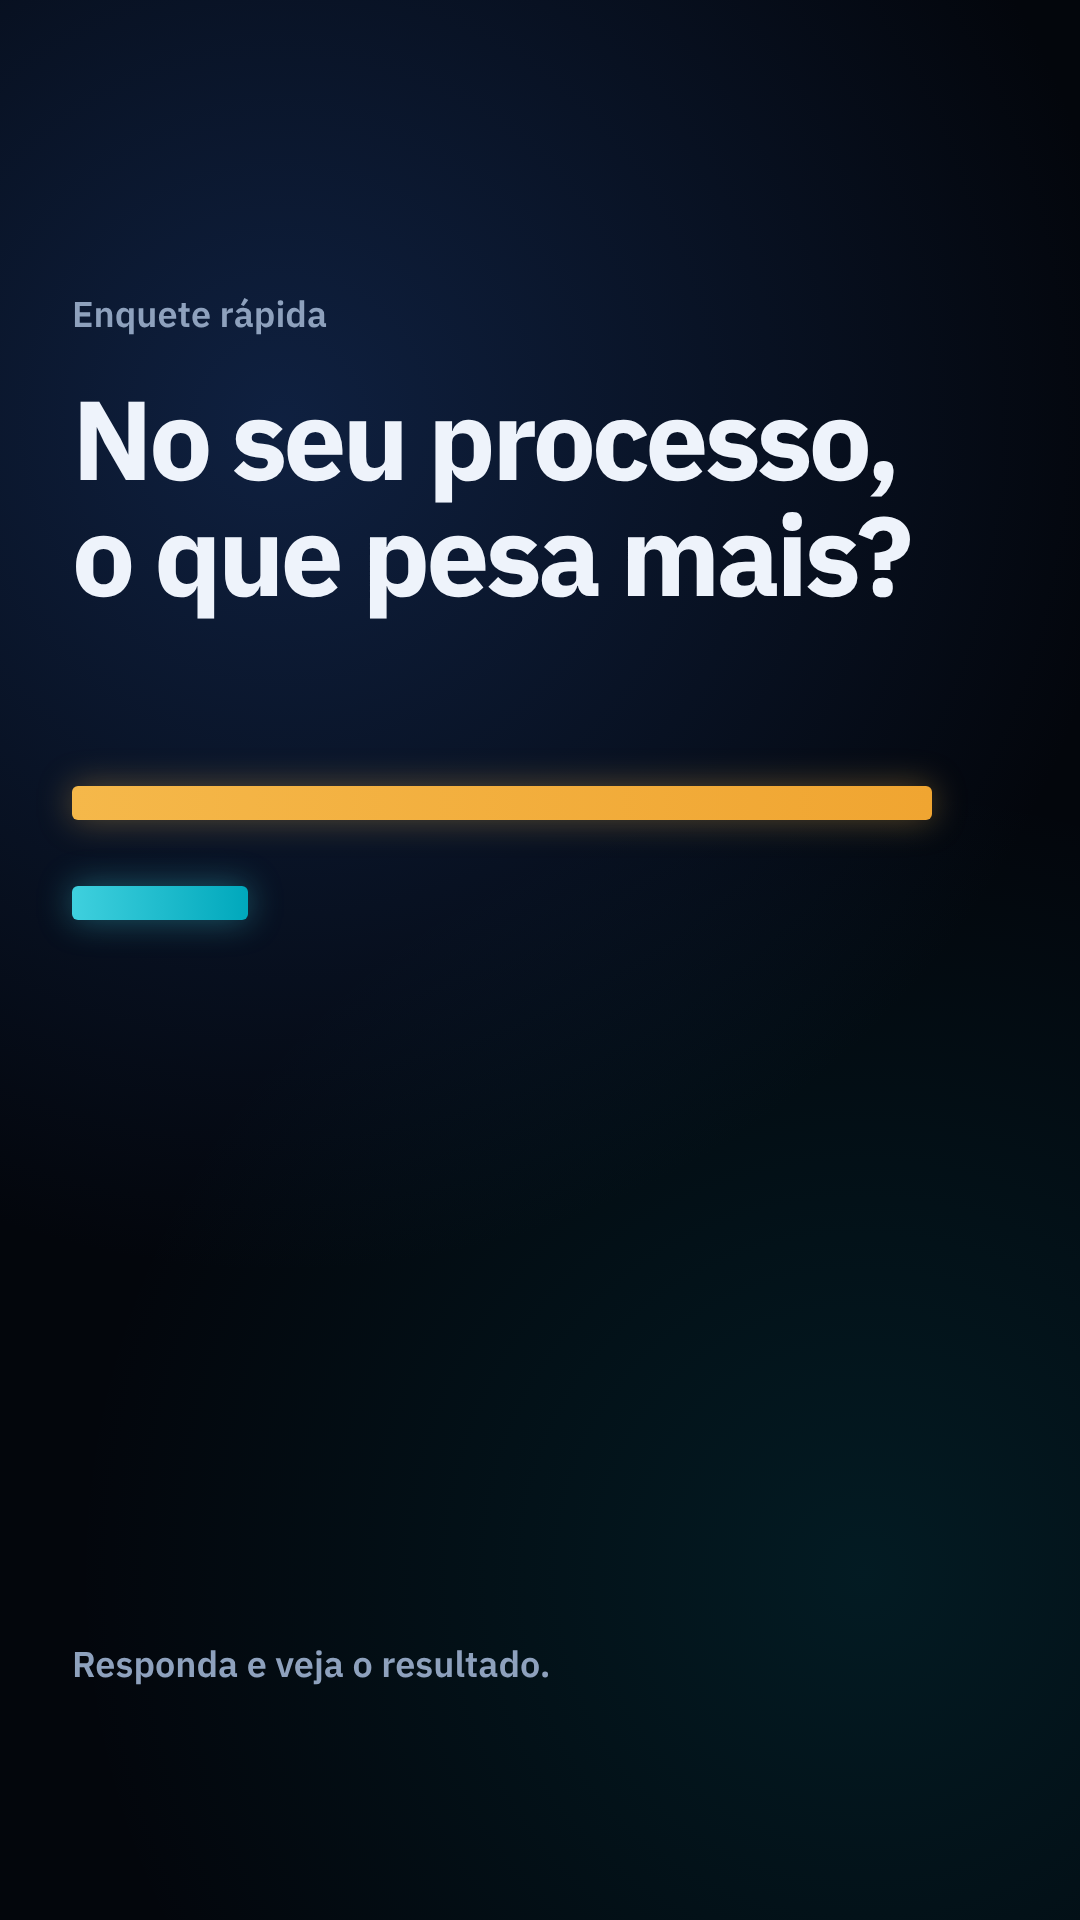 Enquete rápida
No seu processo,
o que pesa mais?
Responda e veja o resultado.